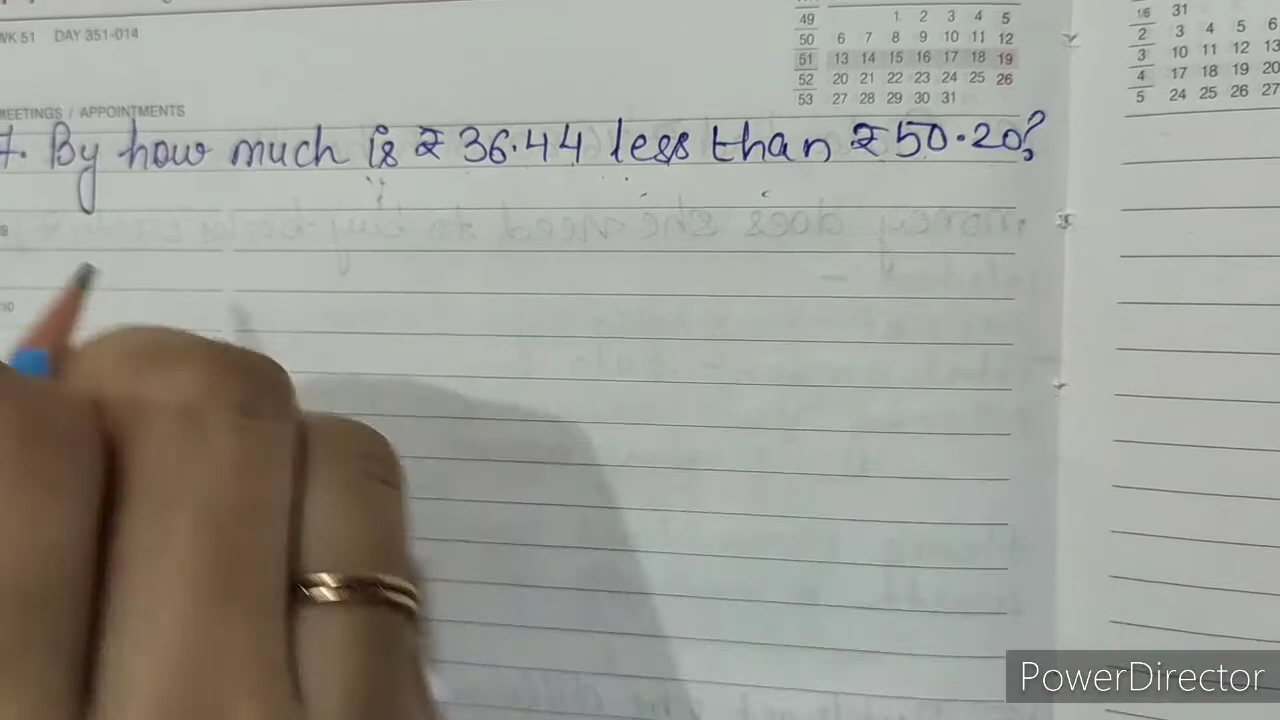 WK 51 DAY 351-014
49 1 2 3 4 5
50 6 7 8 9 10 11 12
51 13 14 15 16 17 18 19
52 20 21 22 23 24 25 26
53 27 28 29 30 31
1/6 31
2 3 4 5 6
3 10 11 12 13
4 17 18 19 20
5 24 25 26 27
MEETINGS / APPOINTMENTS
7. By how much is ₹ 36.44 less than ₹ 50.20?
10
PowerDirector